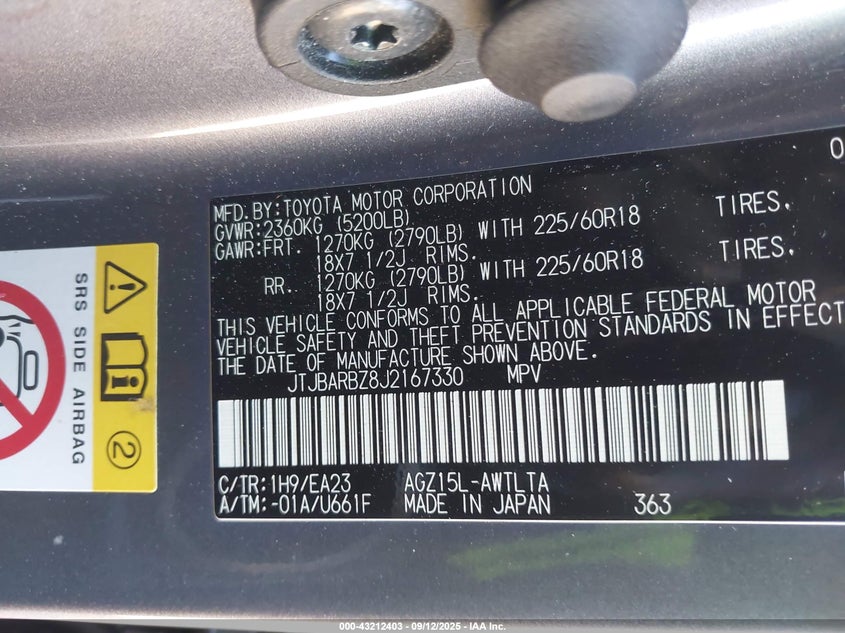 0
MFD.BY:TOYOTA MOTOR CORPORATION
GVWR:2360KG (5200LB)
GAWR:FRT. 1270KG (2790LB) WITH 225/60R18 TIRES.
18X7 1/2J RIMS.
RR. 1270KG (2790LB) WITH 225/60R18 TIRES.
18X7 1/2J RIMS.
THIS VEHICLE CONFORMS TO ALL APPLICABLE FEDERAL MOTOR
VEHICLE SAFETY AND THEFT PREVENTION STANDARDS IN EFFECT
THE DATE OF MANUFACTURE SHOWN ABOVE.
JTJBARBZ8J2167330 MPV
C/TR:1H9/EA23 AGZ15L-AWTLTA
A/TM:-01A/U661F MADE IN JAPAN 363
SRS SIDE AIRBAG
2
000-43212403 - 09/12/2025 - IAA Inc.